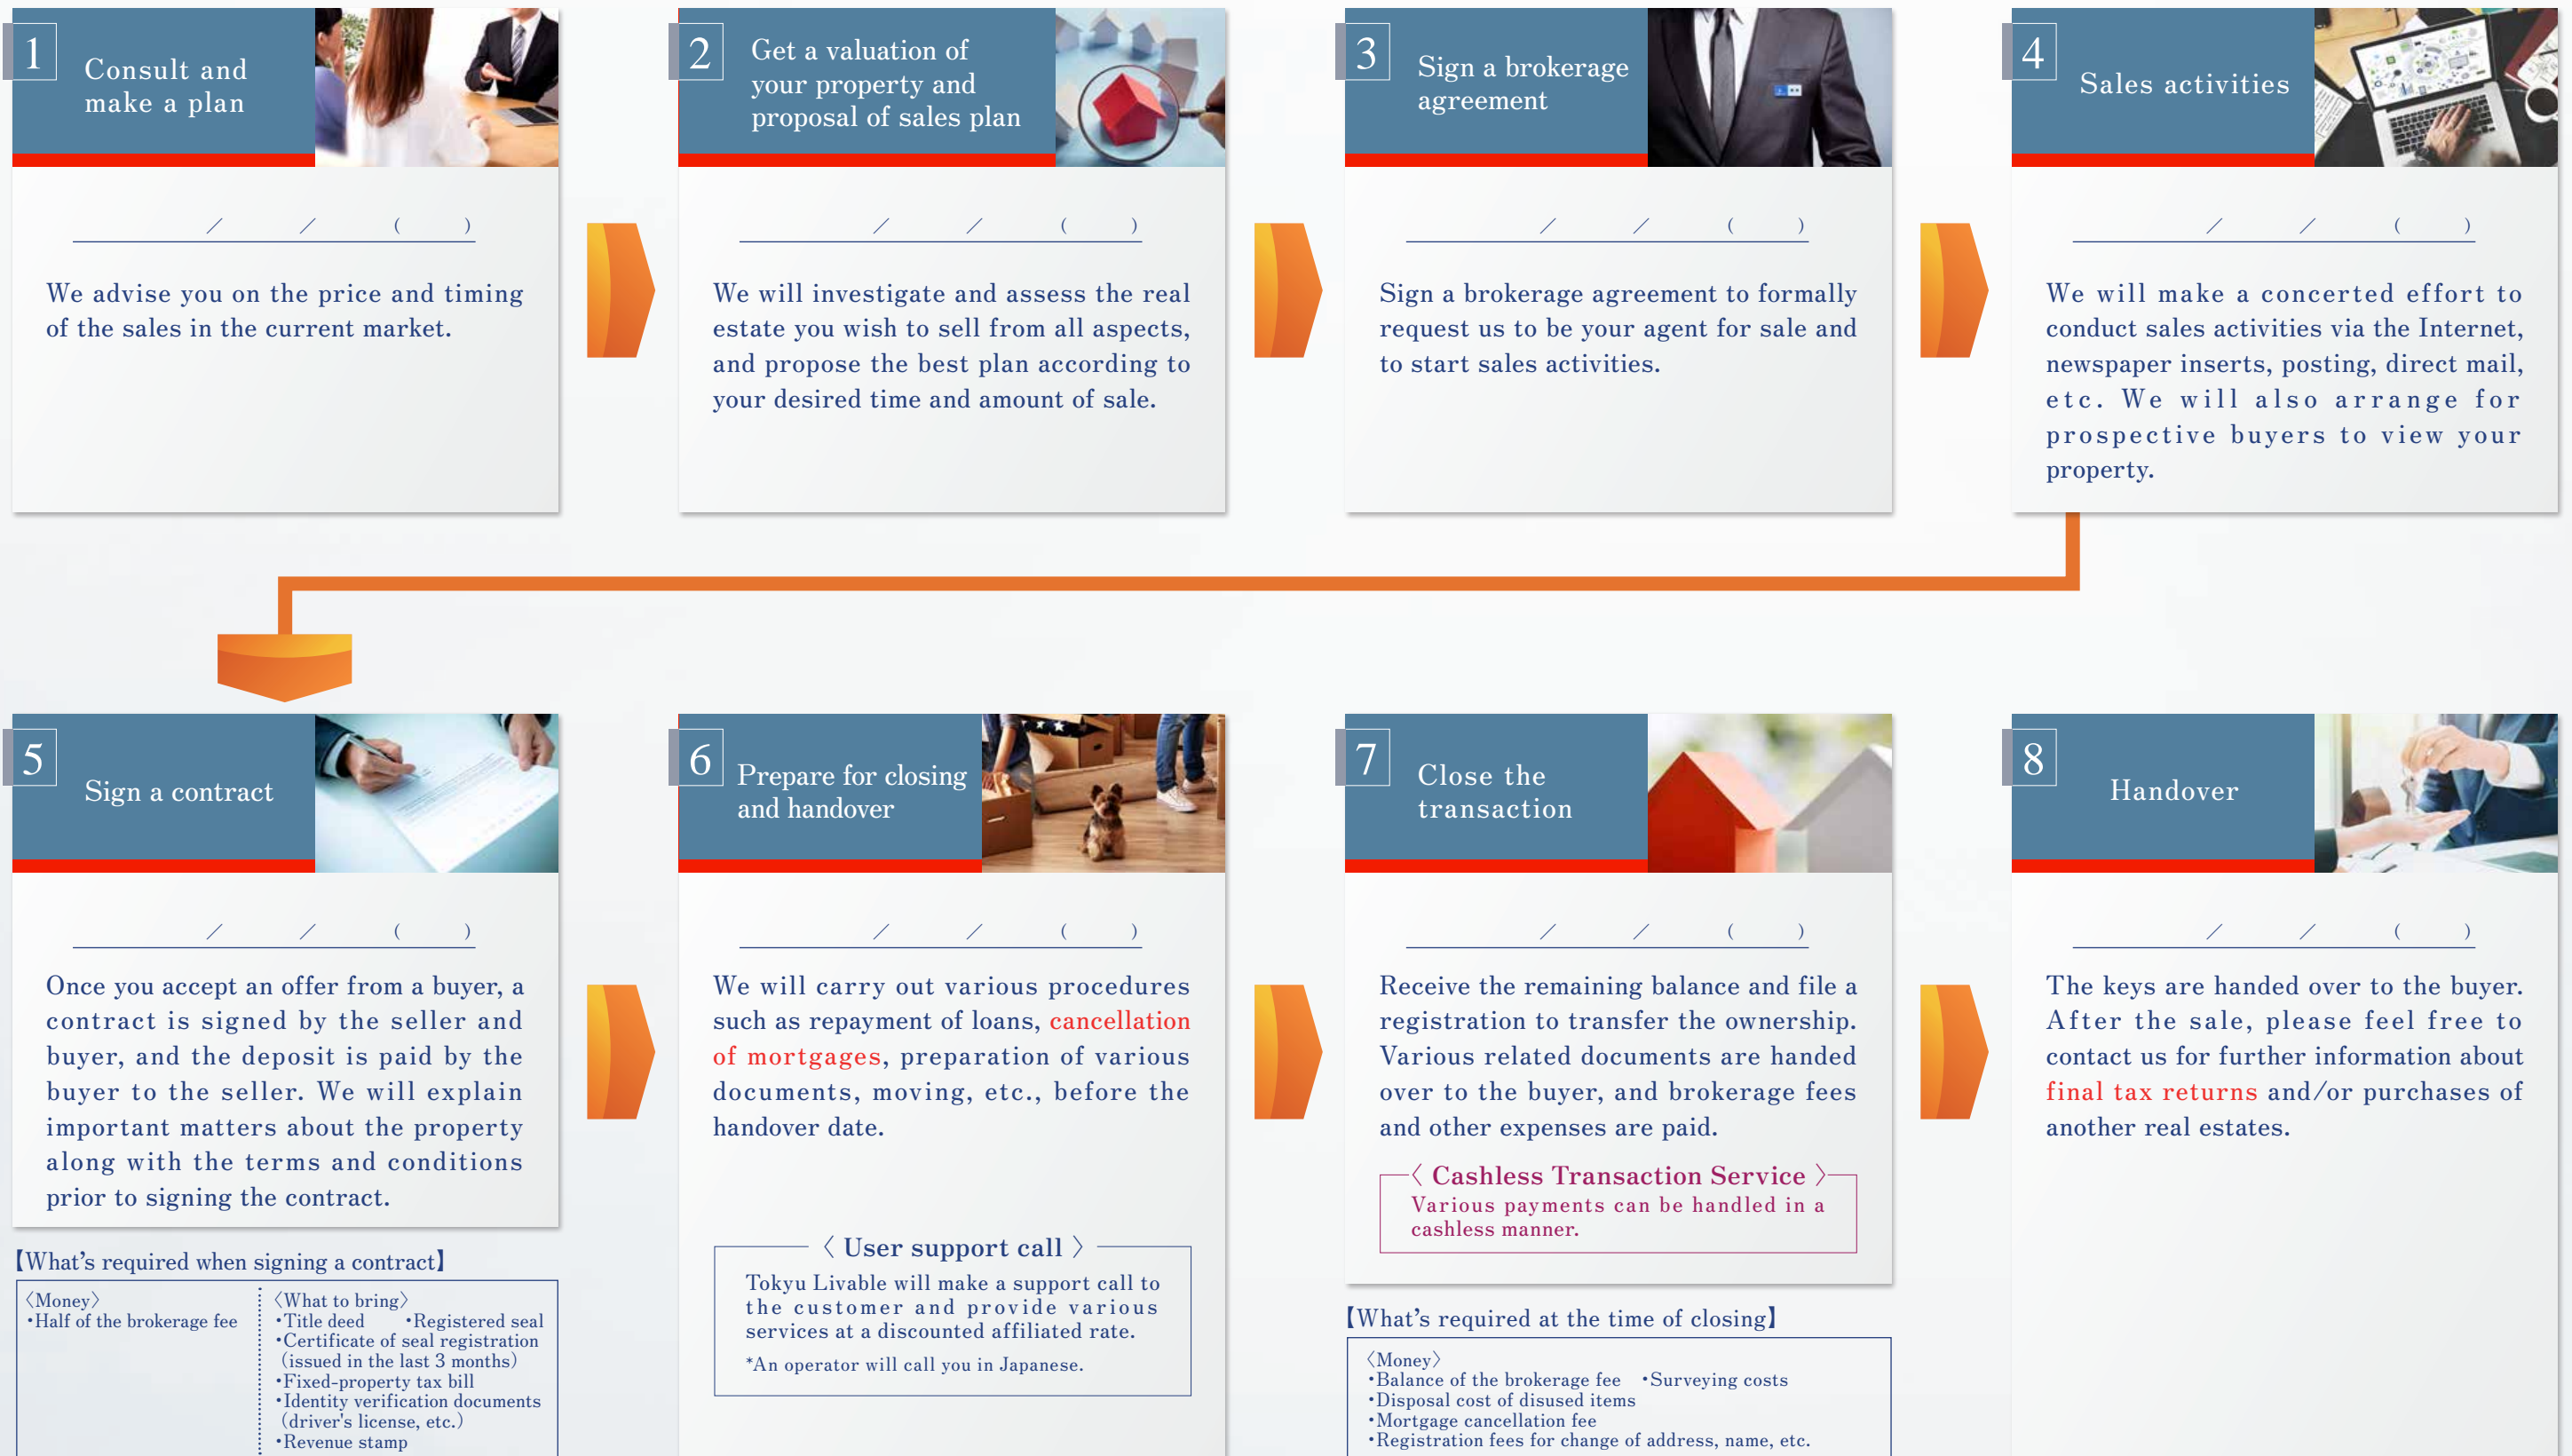 1
Consult and
make a plan
／ ／ （ ）
We advise you on the price and timing
of the sales in the current market.
2
Get a valuation of
your property and
proposal of sales plan
／ ／ （ ）
We will investigate and assess the real
estate you wish to sell from all aspects,
and propose the best plan according to
your desired time and amount of sale.
3
Sign a brokerage
agreement
／ ／ （ ）
Sign a brokerage agreement to formally
request us to be your agent for sale and
to start sales activities.
4
Sales activities
／ ／ （ ）
We will make a concerted effort to
conduct sales activities via the Internet,
newspaper inserts, posting, direct mail,
etc. We will also arrange for
prospective buyers to view your
property.
5
Sign a contract
／ ／ （ ）
Once you accept an offer from a buyer, a
contract is signed by the seller and
buyer, and the deposit is paid by the
buyer to the seller. We will explain
important matters about the property
along with the terms and conditions
prior to signing the contract.
【What's required when signing a contract】
〈Money〉
・Half of the brokerage fee
〈What to bring〉
・Title deed ・Registered seal
・Certificate of seal registration
（issued in the last 3 months）
・Fixed-property tax bill
・Identity verification documents
（driver's license, etc.）
・Revenue stamp
6
Prepare for closing
and handover
／ ／ （ ）
We will carry out various procedures
such as repayment of loans, cancellation
of mortgages, preparation of various
documents, moving, etc., before the
handover date.
〈 User support call 〉
Tokyu Livable will make a support call to
the customer and provide various
services at a discounted affiliated rate.
*An operator will call you in Japanese.
7
Close the
transaction
／ ／ （ ）
Receive the remaining balance and file a
registration to transfer the ownership.
Various related documents are handed
over to the buyer, and brokerage fees
and other expenses are paid.
〈 Cashless Transaction Service 〉
Various payments can be handled in a
cashless manner.
【What's required at the time of closing】
〈Money〉
・Balance of the brokerage fee ・Surveying costs
・Disposal cost of disused items
・Mortgage cancellation fee
・Registration fees for change of address, name, etc.
8
Handover
／ ／ （ ）
The keys are handed over to the buyer.
After the sale, please feel free to
contact us for further information about
final tax returns and/or purchases of
another real estates.